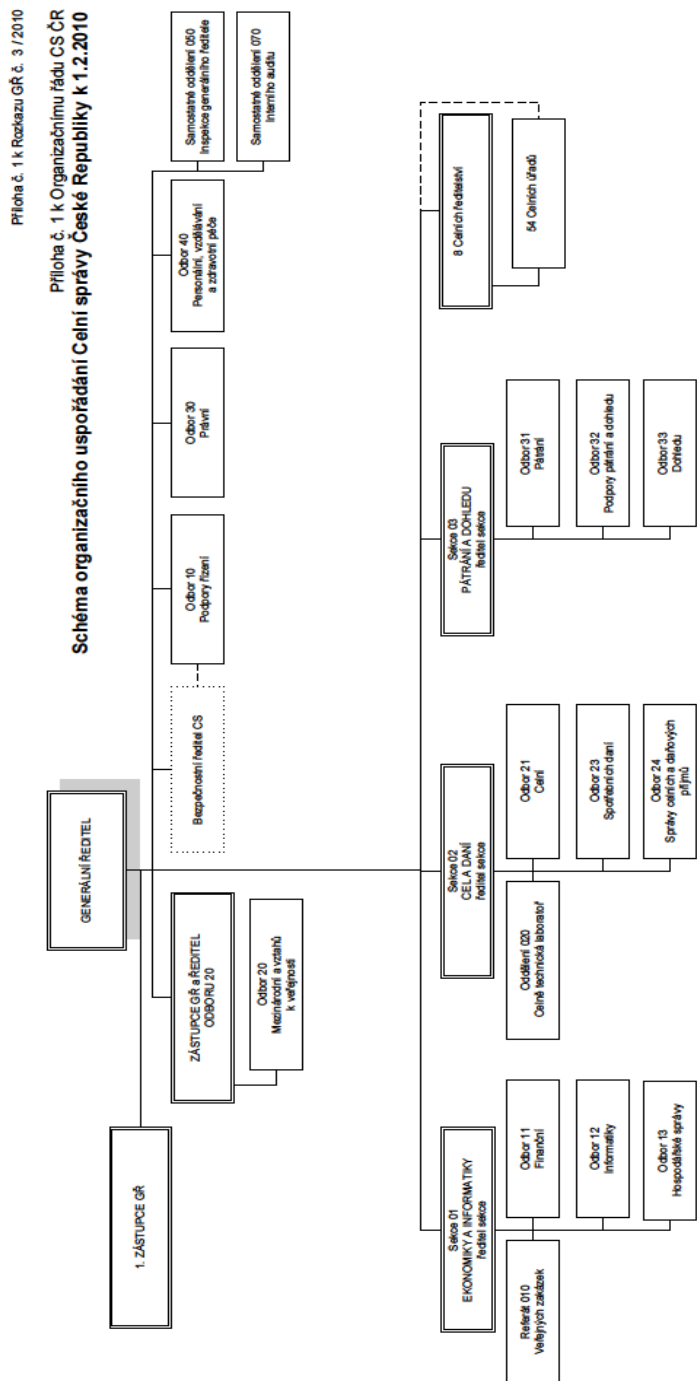 Příloha č. 1 k Rozkazu GŘ č. 3 / 2010
Příloha č. 1 k Organizačnímu řádu CS ČR
Schéma organizačního uspořádání Celní správy České Republiky k 1.2.2010
GENERÁLNÍ ŘEDITEL
1. ZÁSTUPCE GŘ
ZÁSTUPCE GŘ a ŘEDITEL
ODBORU 20
Odbor 20
Mezinárodní a vztahů
k veřejnosti
Bezpečnostní ředitel CS
Odbor 10
Podpory řízení
Odbor 30
Právní
Odbor 40
Personální, vzdělávání
a zdravotní péče
Samostatné oddělení 050
Inspekce generálního ředitele
Samostatné oddělení 070
Interního auditu
Sekce 01
EKONOMIKY A INFORMATIKY
ředitel sekce
Referát 010
Veřejných zakázek
Odbor 11
Finanční
Odbor 12
Informatiky
Odbor 13
Hospodářské správy
Sekce 02
CEL A DANÍ
ředitel sekce
Oddělení 020
Celně technická laboratoř
Odbor 21
Celní
Odbor 23
Spotřebních daní
Odbor 24
Správy celních a daňových
příjmů
Sekce 03
PÁTRÁNÍ A DOHLEDU
ředitel sekce
Odbor 31
Pátrání
Odbor 32
Podpory pátrání a dohledu
Odbor 33
Dohledu
8 Celních ředitelství
54 Celních úřadů